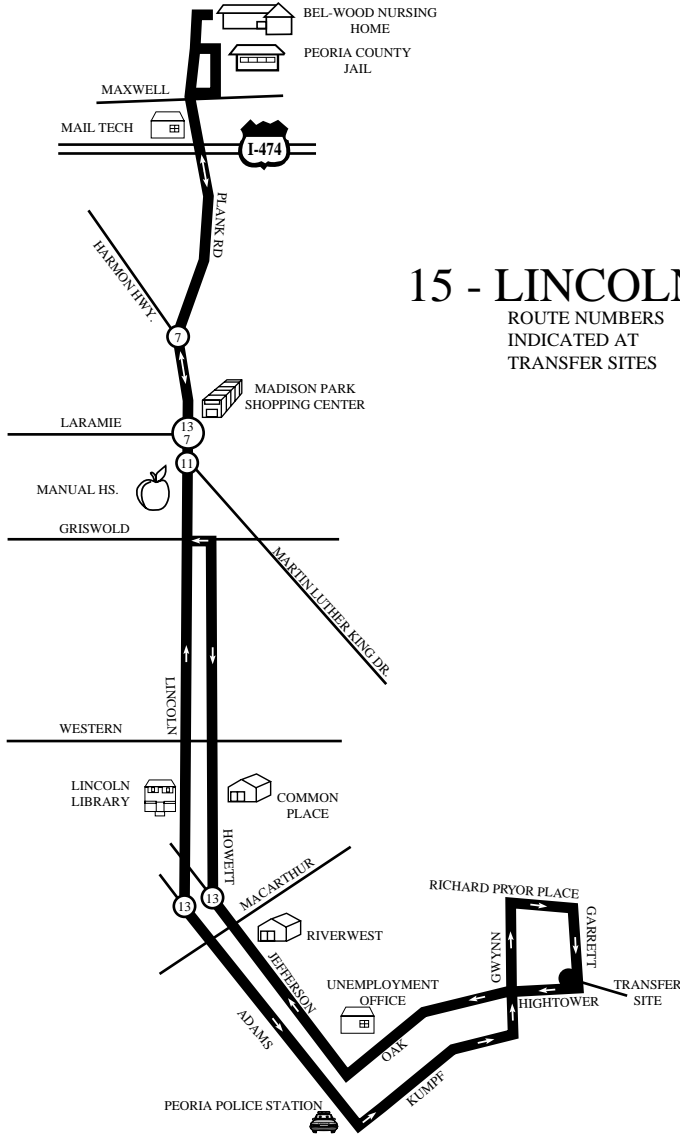 BEL-WOOD NURSING
HOME
PEORIA COUNTY
JAIL
MAXWELL
MAIL TECH
I-474
PLANK RD
HARMON HWY.
15 - LINCOLN
ROUTE NUMBERS
INDICATED AT
TRANSFER SITES
7
MADISON PARK
SHOPPING CENTER
LARAMIE
13
7
11
MANUAL HS.
GRISWOLD
MARTIN LUTHER KING DR.
LINCOLN
WESTERN
LINCOLN
LIBRARY
COMMON
PLACE
HOWETT
MACARTHUR
13
13
RIVERWEST
JEFFERSON
ADAMS
UNEMPLOYMENT
OFFICE
OAK
KUMPF
PEORIA POLICE STATION
RICHARD PRYOR PLACE
GWYNN
GARRETT
HIGHTOWER
TRANSFER
SITE